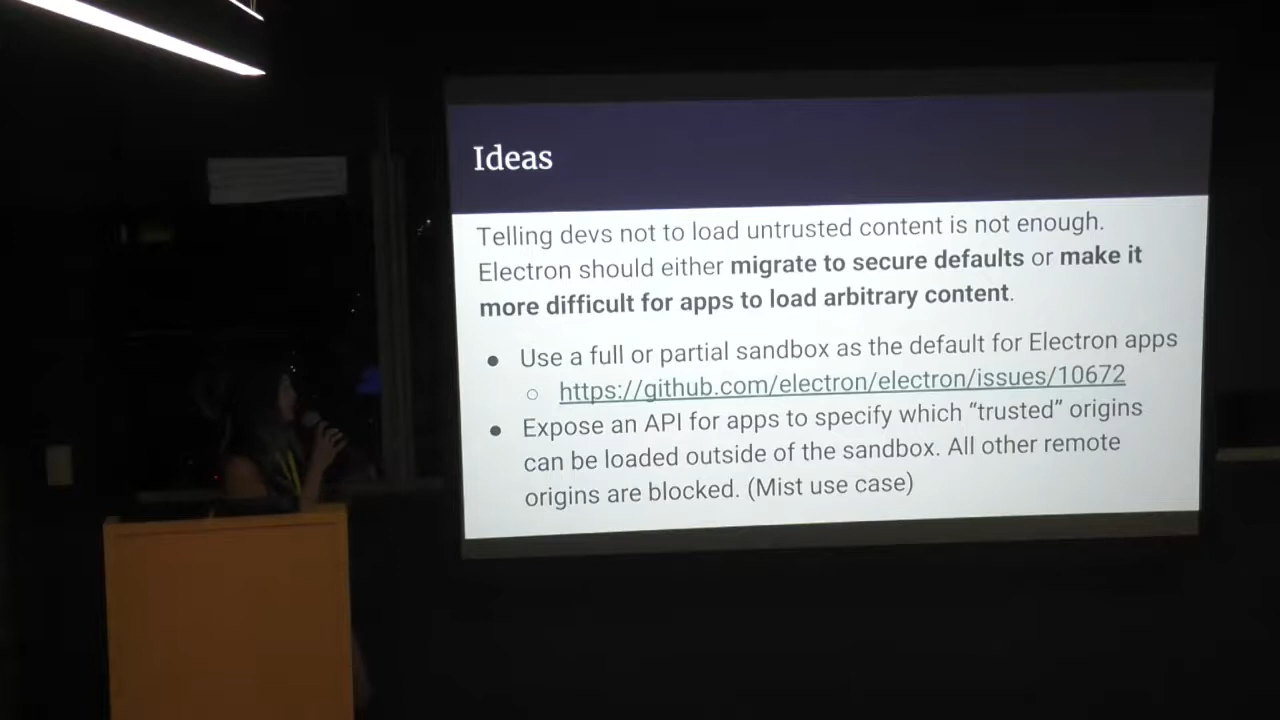 Ideas
Telling devs not to load untrusted content is not enough.
Electron should either migrate to secure defaults or make it
more difficult for apps to load arbitrary content.
● Use a full or partial sandbox as the default for Electron apps
○ https://github.com/electron/electron/issues/10672
● Expose an API for apps to specify which “trusted” origins
can be loaded outside of the sandbox. All other remote
origins are blocked. (Mist use case)